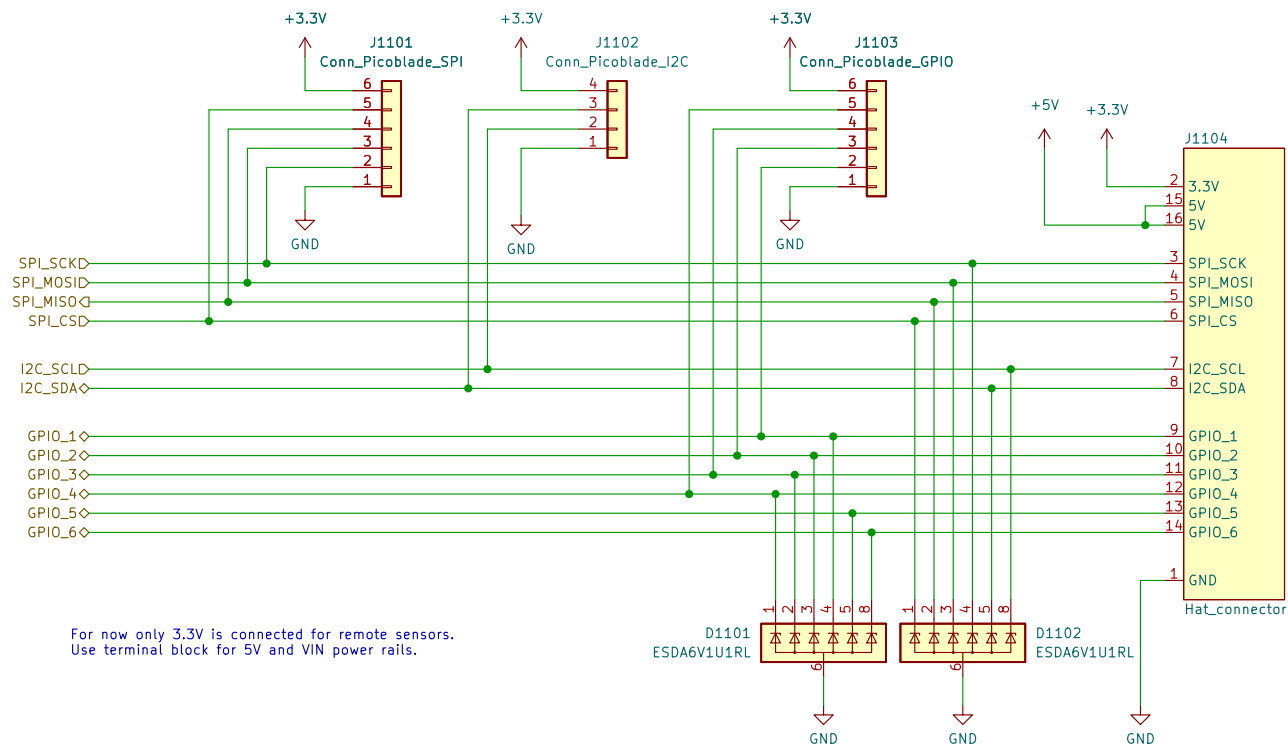 +3.3V
J1101
Conn_Picoblade_SPI
6
5
4
3
2
1
GND
+3.3V
J1102
Conn_Picoblade_I2C
4
3
2
1
GND
+3.3V
J1103
Conn_Picoblade_GPIO
6
5
4
3
2
1
GND
+5V
+3.3V
J1104
2 3.3V
15 5V
16 5V
SPI_SCK
3 SPI_SCK
SPI_MOSI
4 SPI_MOSI
SPI_MISO
5 SPI_MISO
SPI_CS
6 SPI_CS
I2C_SCL
7 I2C_SCL
I2C_SDA
8 I2C_SDA
GPIO_1
9 GPIO_1
GPIO_2
10 GPIO_2
GPIO_3
11 GPIO_3
GPIO_4
12 GPIO_4
GPIO_5
13 GPIO_5
GPIO_6
14 GPIO_6
1 GND
Hat_connector
For now only 3.3V is connected for remote sensors.
Use terminal block for 5V and VIN power rails.
D1101
ESDA6V1U1RL
1 2 3 4 5 8
6
GND
1 2 3 4 5 8
D1102
ESDA6V1U1RL
6
GND
GND